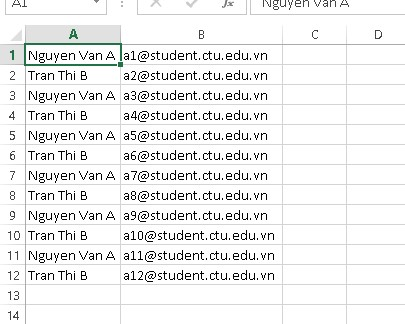 A1 Nguyen Van A
A B C D
1 Nguyen Van A a1@student.ctu.edu.vn
2 Tran Thi B a2@student.ctu.edu.vn
3 Nguyen Van A a3@student.ctu.edu.vn
4 Tran Thi B a4@student.ctu.edu.vn
5 Nguyen Van A a5@student.ctu.edu.vn
6 Tran Thi B a6@student.ctu.edu.vn
7 Nguyen Van A a7@student.ctu.edu.vn
8 Tran Thi B a8@student.ctu.edu.vn
9 Nguyen Van A a9@student.ctu.edu.vn
10 Tran Thi B a10@student.ctu.edu.vn
11 Nguyen Van A a11@student.ctu.edu.vn
12 Tran Thi B a12@student.ctu.edu.vn
13
14